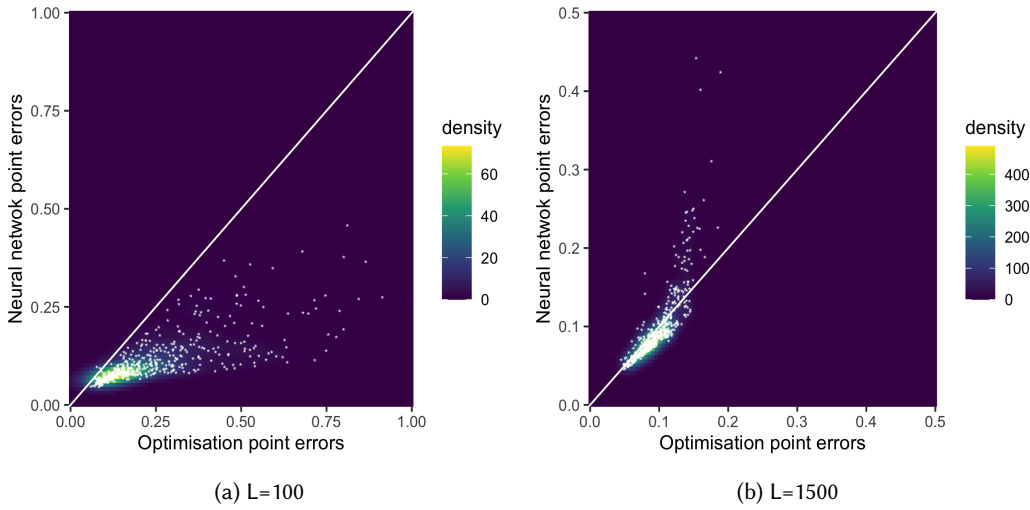 1.00
0.75
0.50
0.25
0.00
Neural netwok point errors
0.00 0.25 0.50 0.75 1.00
Optimisation point errors
density
60
40
20
0
(a) L=100
0.5
0.4
0.3
0.2
0.1
0.0
Neural netwok point errors
0.0 0.1 0.2 0.3 0.4 0.5
Optimisation point errors
density
400
300
200
100
0
(b) L=1500